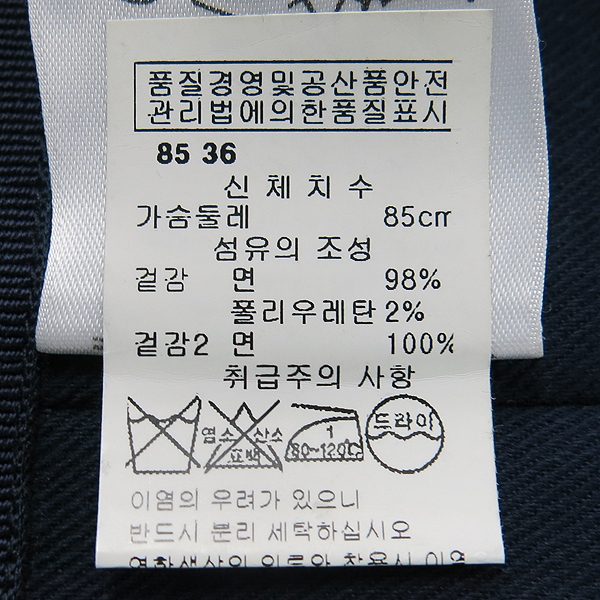 품질경영및공산품안전
관리법에의한품질표시
85 36
신 체 치 수
가슴둘레 85cm
섬유의 조성
겉감 면 98%
폴리우레탄 2%
겉감2 면 100%
취급주의 사항
염소 산소
표백
1
80~120℃
드라이
이염의 우려가 있으니
반드시 분리 세탁하십시오